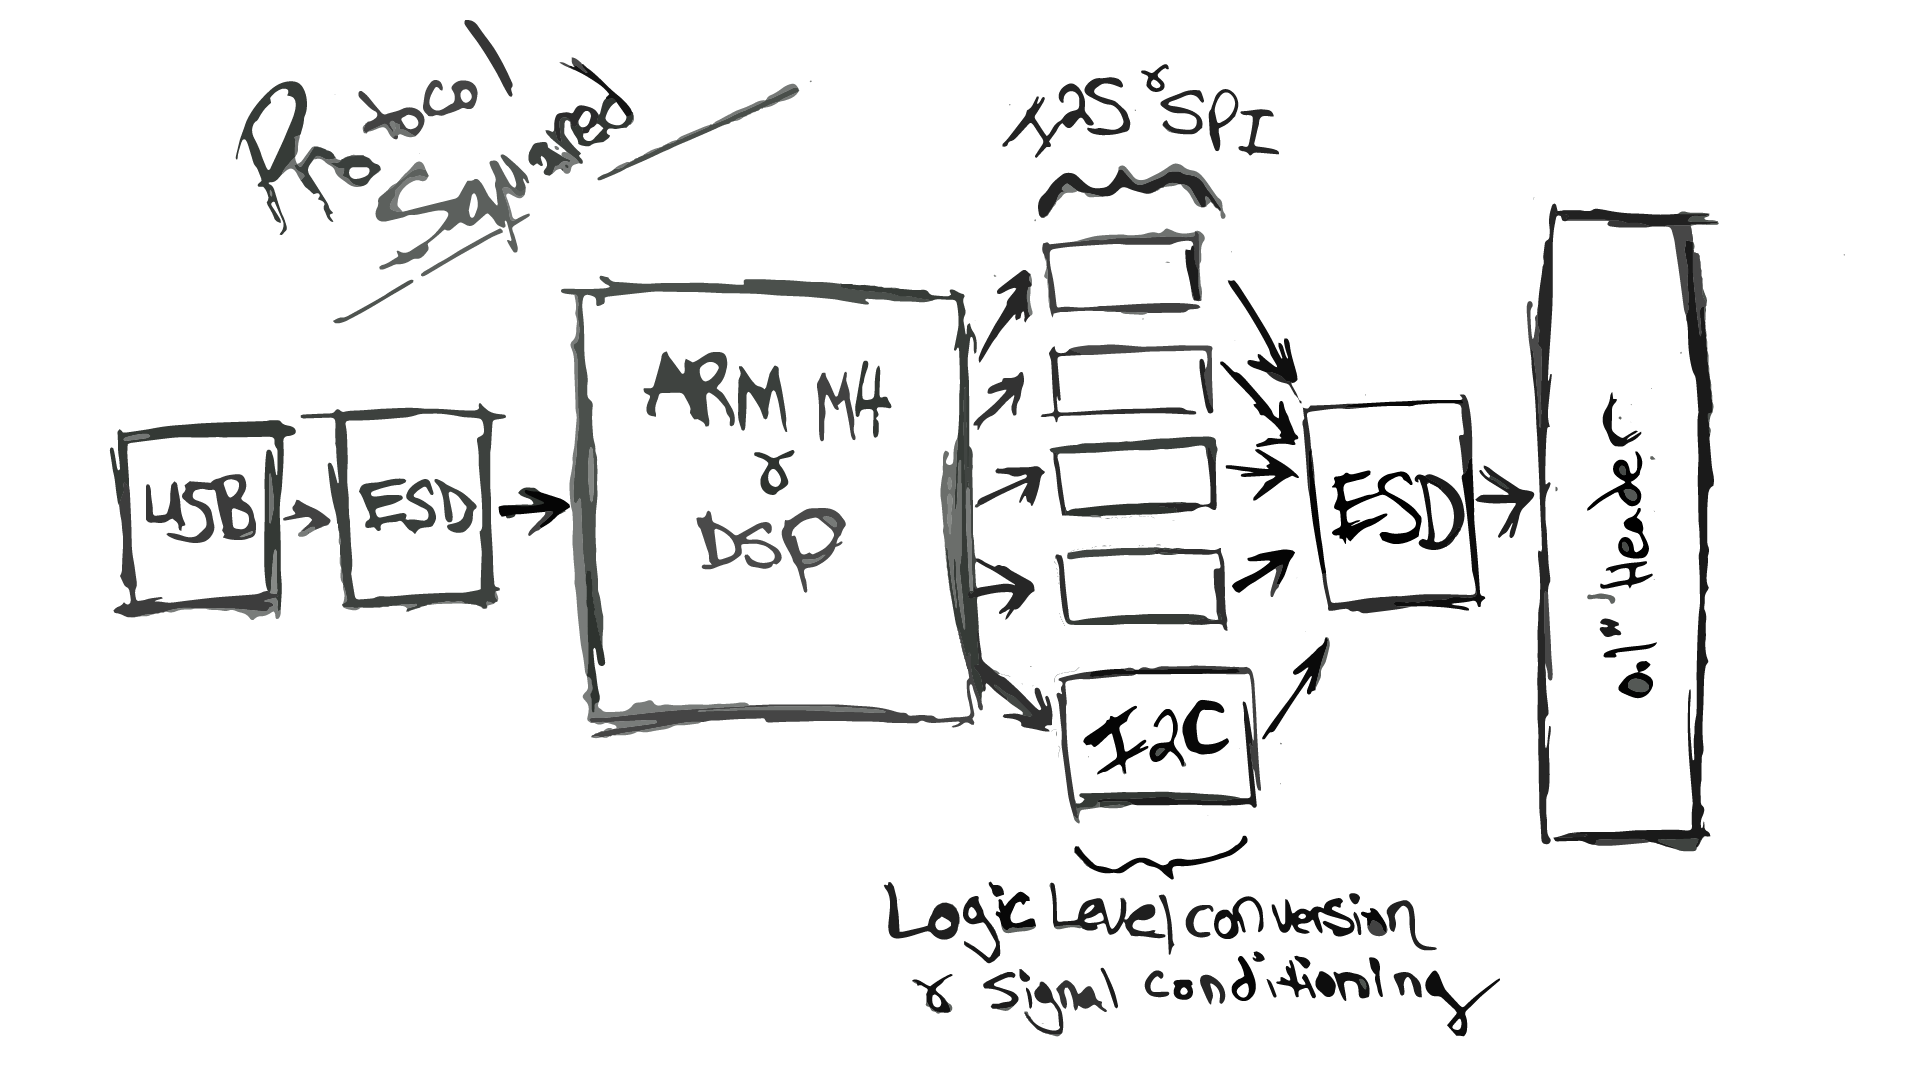 Protocol
Squared
I2S & SPI
USB
ESD
ARM M4
&
DSP
I2C
ESD
0.1" Header
Logic Level conversion
& signal conditioning